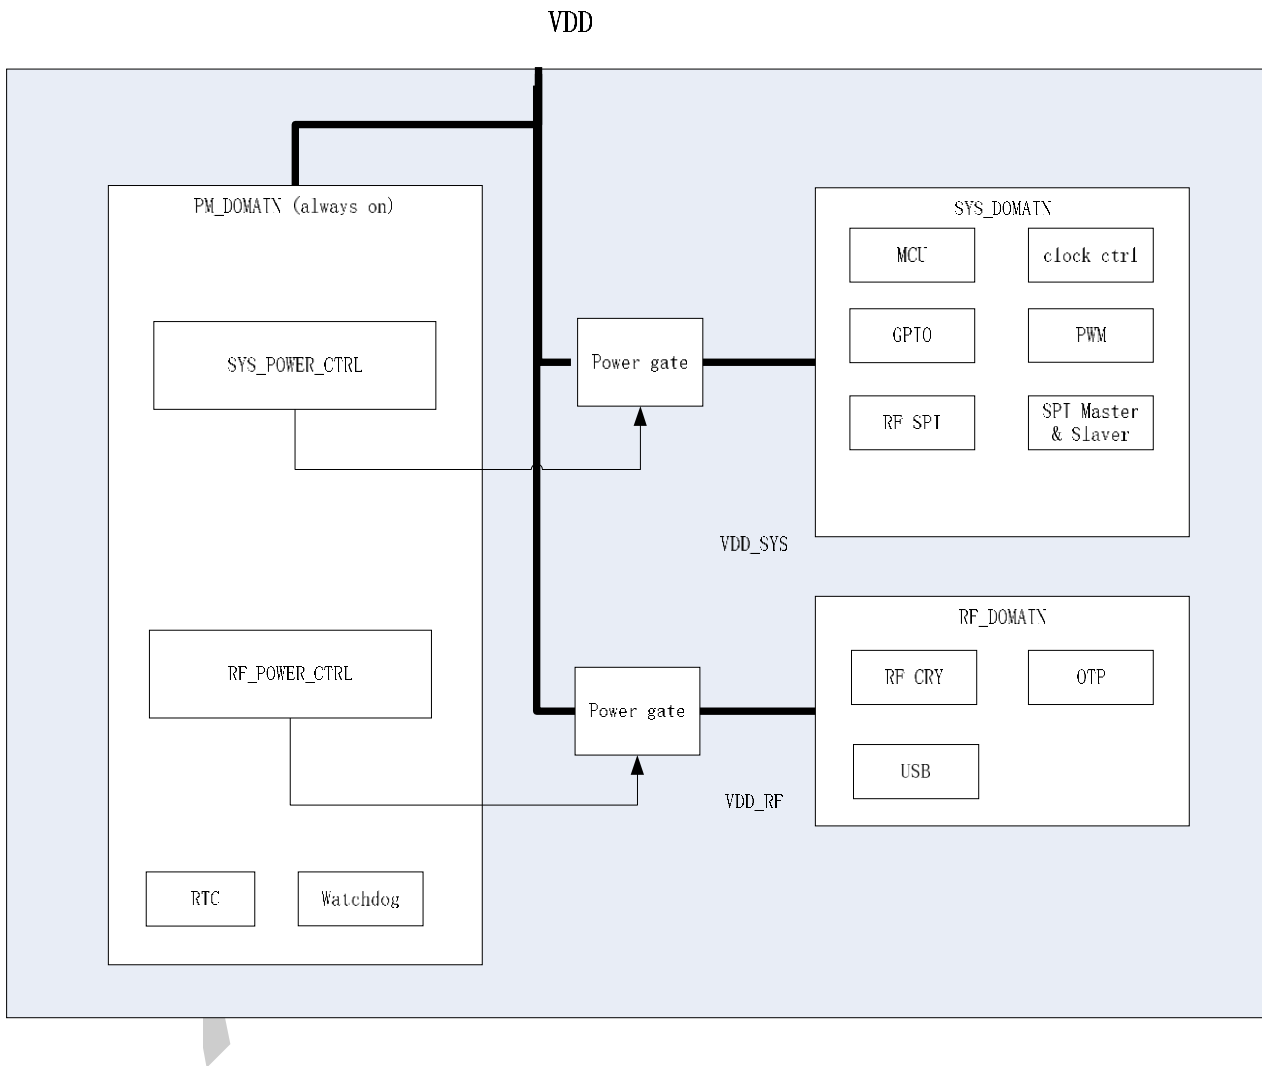 VDD
PM_DOMAIN (always on)
SYS_POWER_CTRL
RF_POWER_CTRL
RTC
Watchdog
Power gate
Power gate
VDD_SYS
VDD_RF
SYS_DOMAIN
MCU
clock ctrl
GPIO
PWM
RF SPI
SPI Master
& Slaver
RF_DOMAIN
RF CRY
OTP
USB